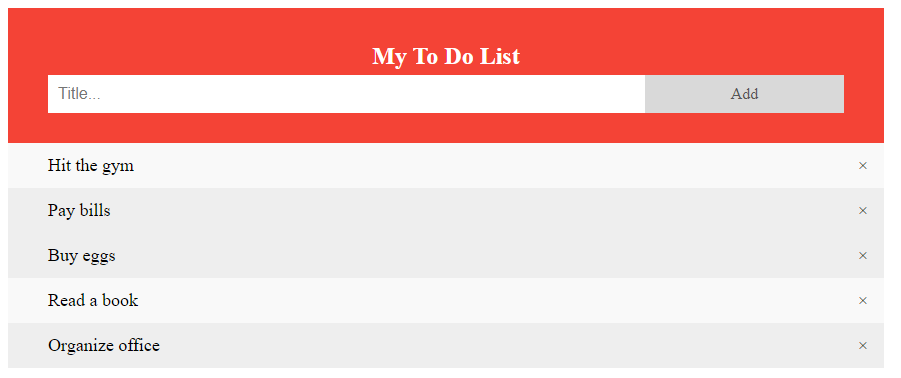 My To Do List
Title... Add
Hit the gym ×
Pay bills ×
Buy eggs ×
Read a book ×
Organize office ×